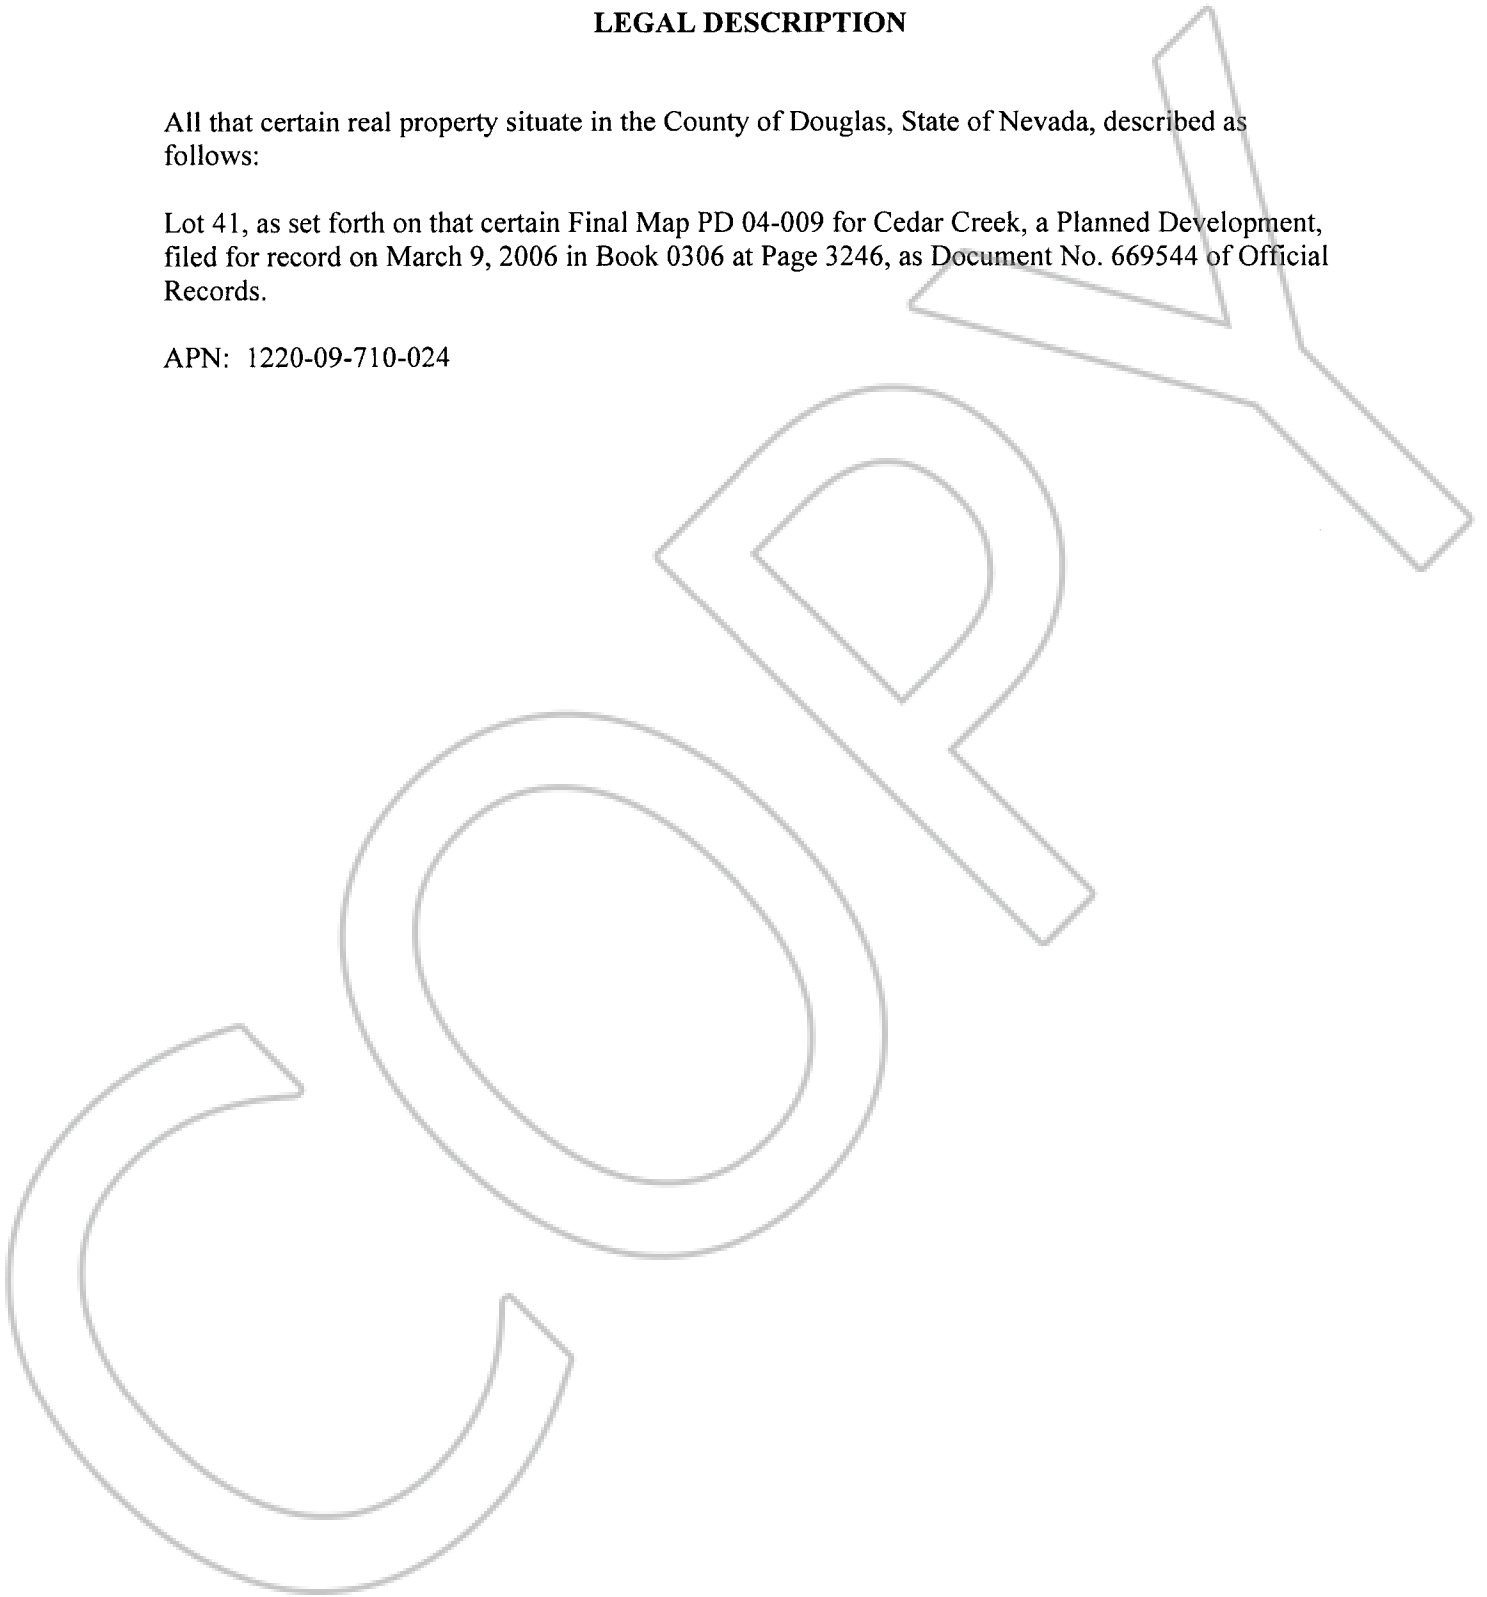 LEGAL DESCRIPTION
All that certain real property situate in the County of Douglas, State of Nevada, described as
follows:
Lot 41, as set forth on that certain Final Map PD 04-009 for Cedar Creek, a Planned Development,
filed for record on March 9, 2006 in Book 0306 at Page 3246, as Document No. 669544 of Official
Records.
APN: 1220-09-710-024
COPY